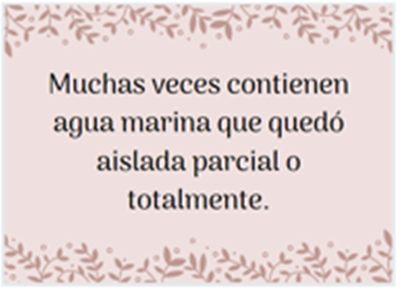 Muchas veces contienen
agua marina que quedó
aislada parcial o
totalmente.